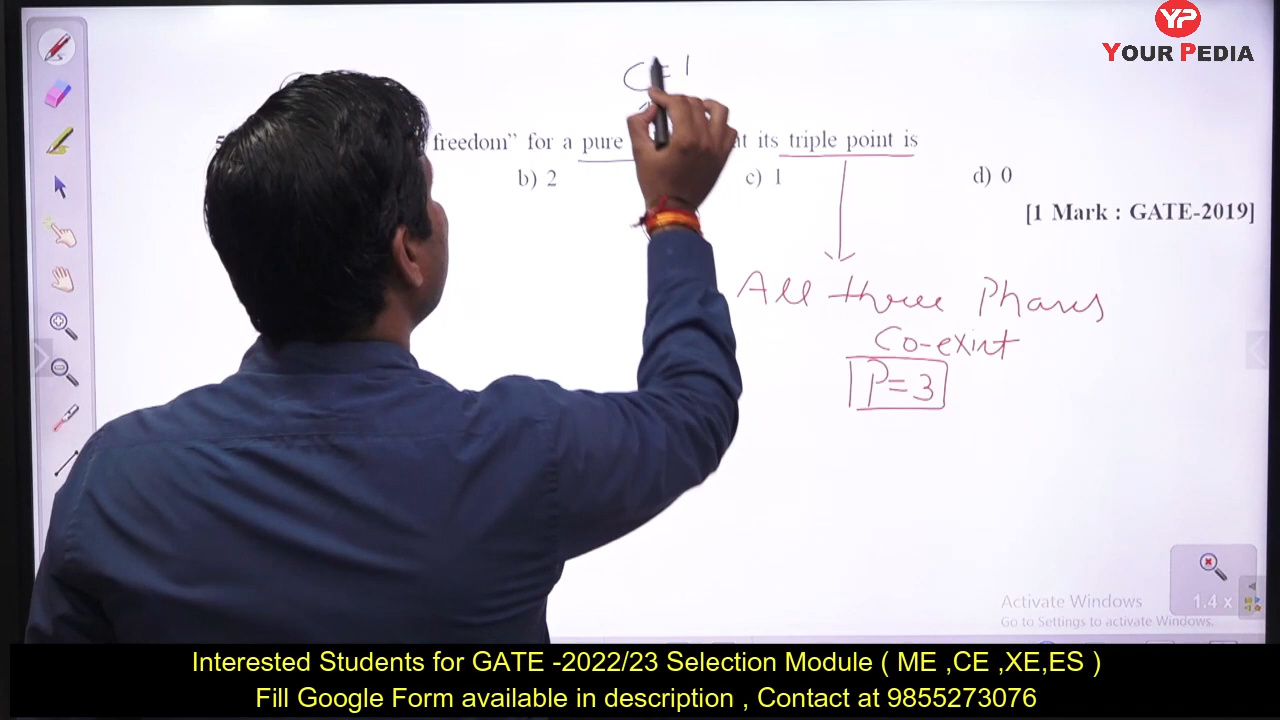 YP
YOUR PEDIA
C = 1
freedom” for a pure at its triple point is
b) 2 c) 1 d) 0
[1 Mark : GATE-2019]
All three Phases
Co-exist
P = 3
Activate Windows
1.4 x
Go to Settings to activate Windows.
Interested Students for GATE -2022/23 Selection Module ( ME ,CE ,XE,ES )
Fill Google Form available in description , Contact at 9855273076